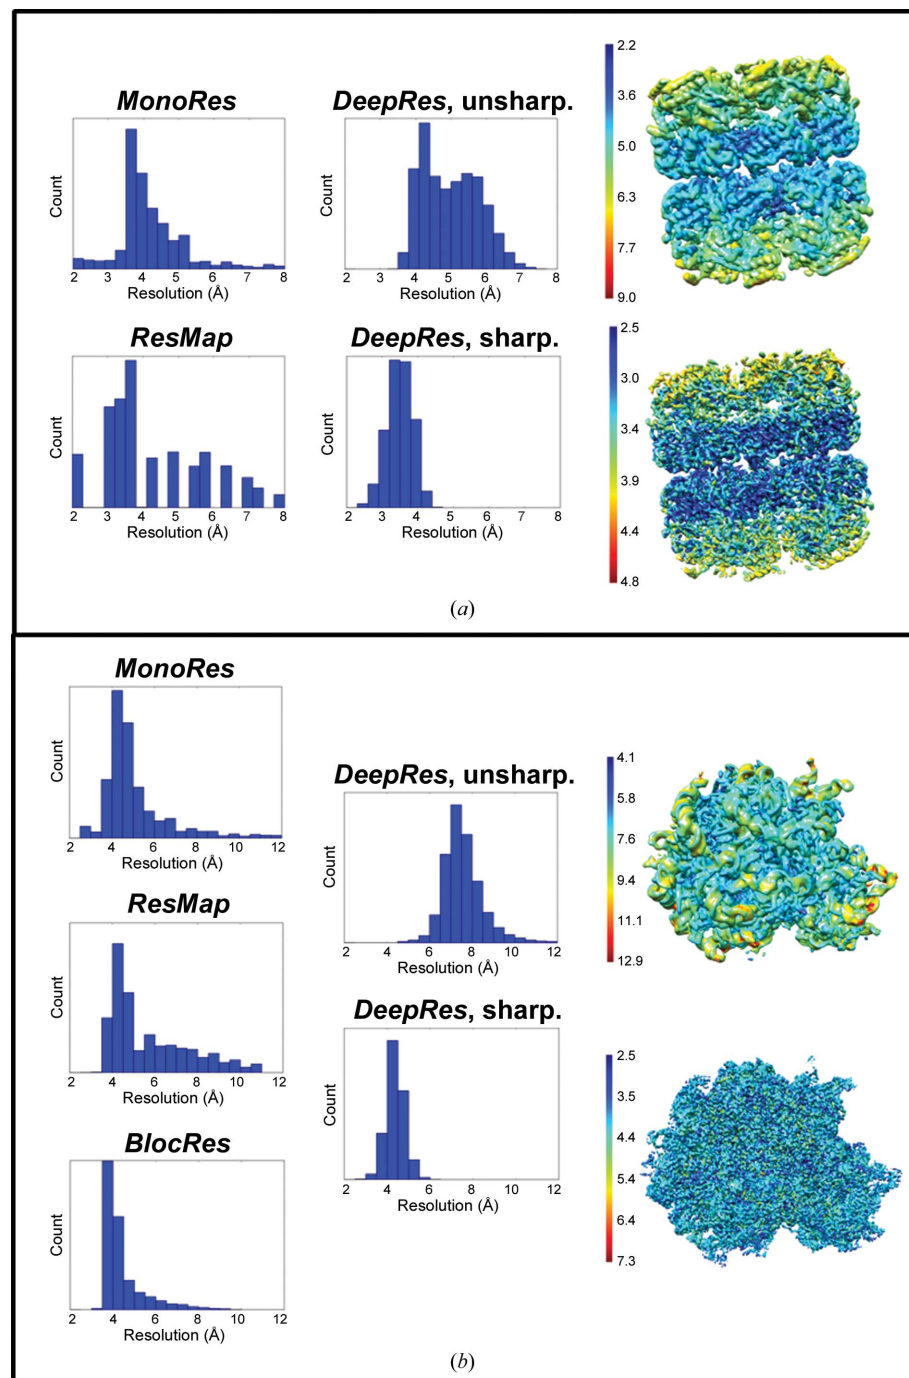 MonoRes
Count
2 3 4 5 6 7 8
Resolution (Å)
DeepRes, unsharp.
Count
2 3 4 5 6 7 8
Resolution (Å)
2.2
3.6
5.0
6.3
7.7
9.0
ResMap
Count
2 3 4 5 6 7 8
Resolution (Å)
DeepRes, sharp.
Count
2 3 4 5 6 7 8
Resolution (Å)
2.5
3.0
3.4
3.9
4.4
4.8
(a)
MonoRes
Count
2 4 6 8 10 12
Resolution (Å)
ResMap
Count
2 4 6 8 10 12
Resolution (Å)
BlocRes
Count
2 4 6 8 10 12
Resolution (Å)
DeepRes, unsharp.
Count
2 4 6 8 10 12
Resolution (Å)
4.1
5.8
7.6
9.4
11.1
12.9
DeepRes, sharp.
Count
2 4 6 8 10 12
Resolution (Å)
2.5
3.5
4.4
5.4
6.4
7.3
(b)